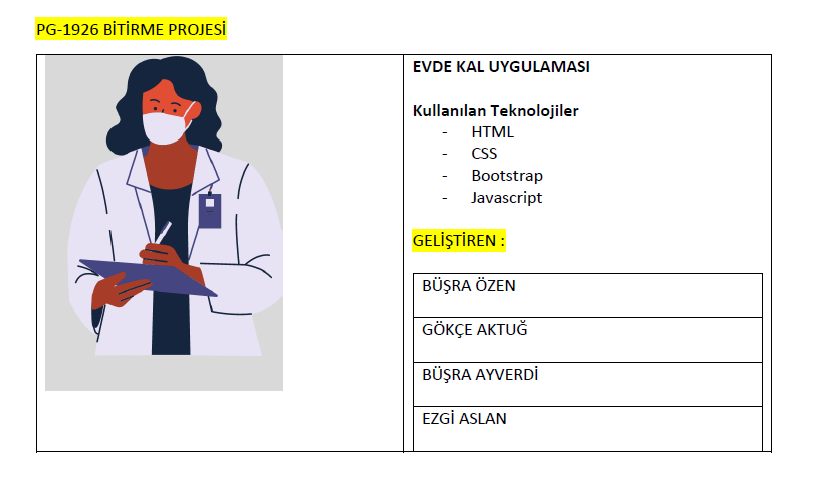 PG-1926 BİTİRME PROJESİ
EVDE KAL UYGULAMASI
Kullanılan Teknolojiler
- HTML
- CSS
- Bootstrap
- Javascript
GELİŞTİREN :
BÜŞRA ÖZEN
GÖKÇE AKTUĞ
BÜŞRA AYVERDİ
EZGİ ASLAN